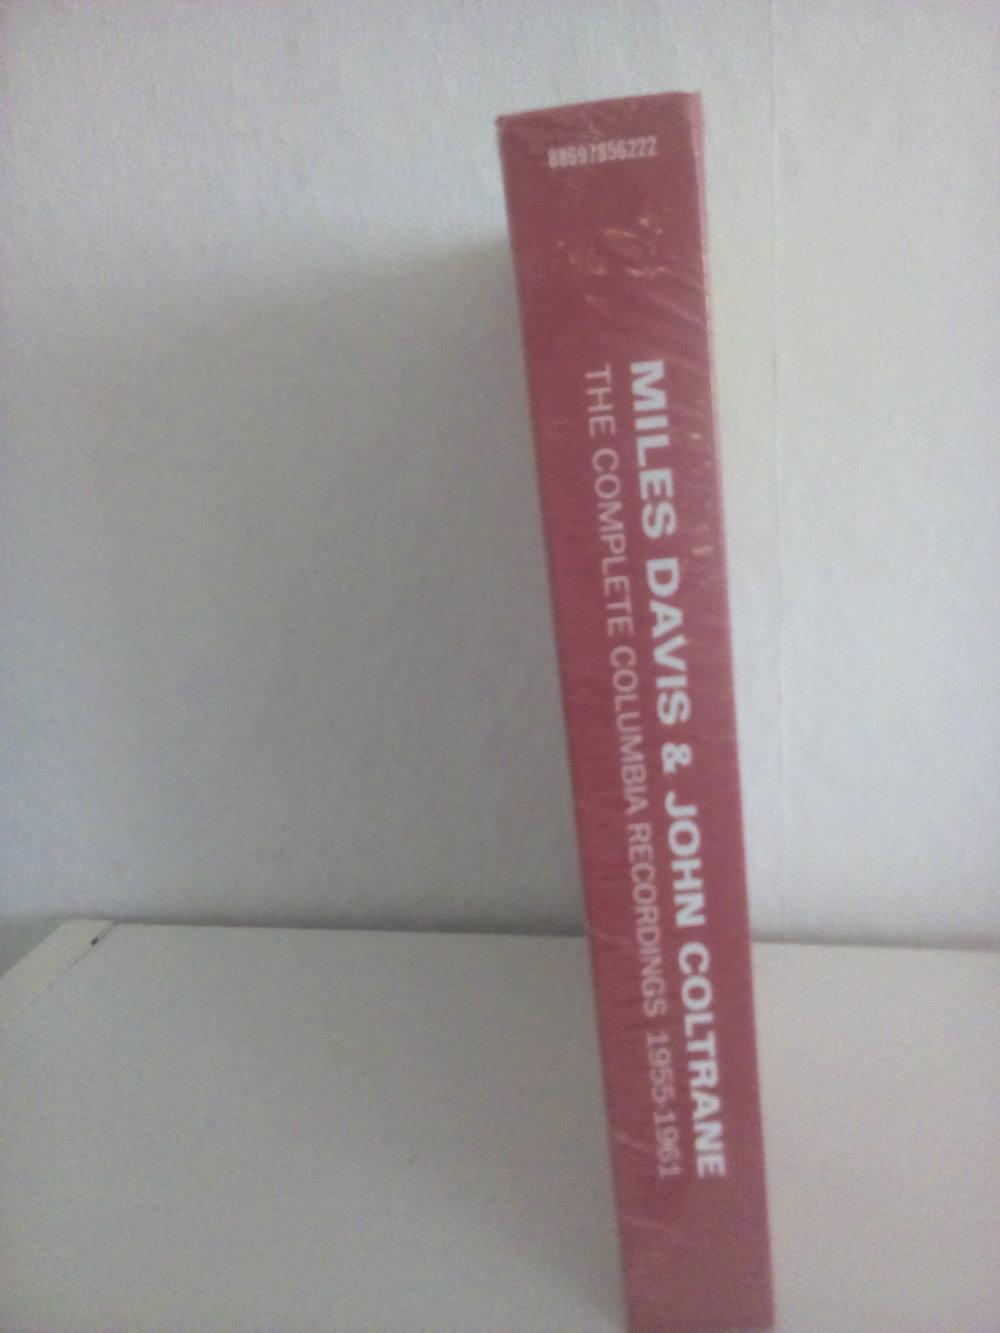 88697856222
MILES DAVIS & JOHN COLTRANE
THE COMPLETE COLUMBIA RECORDINGS 1955-1961